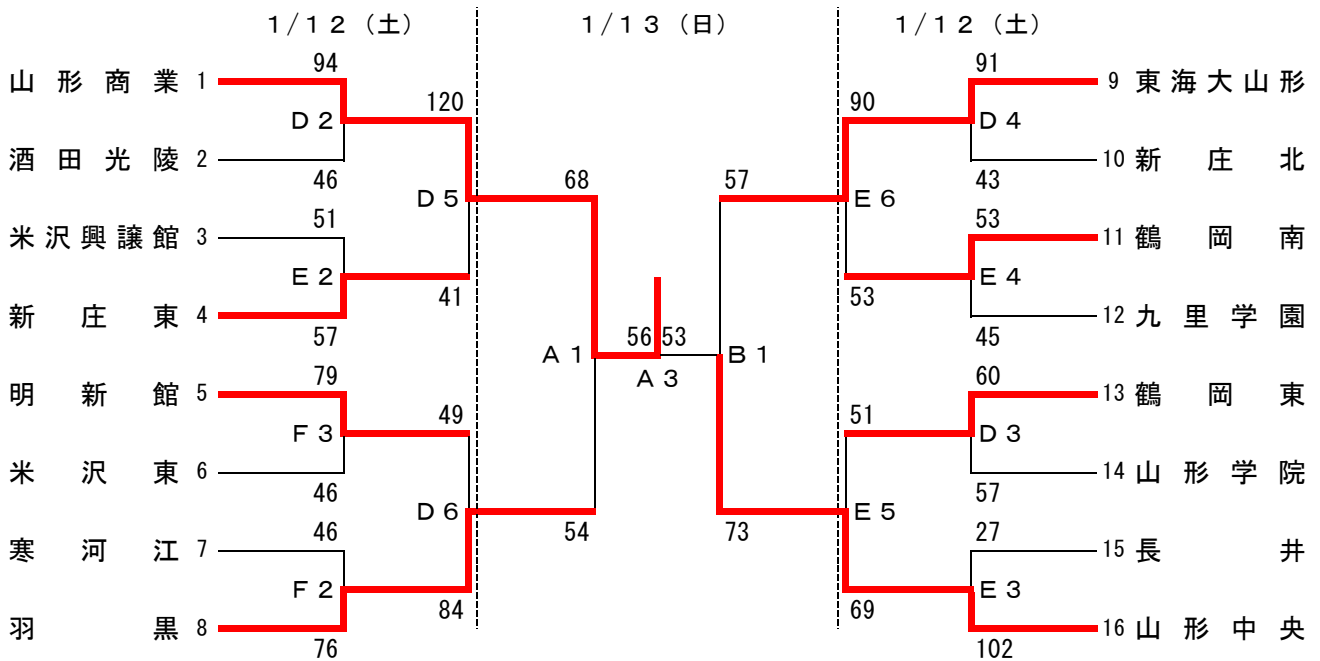 1/12（土） 1/13（日） 1/12（土）
94 91
山形商業 1 9 東海大山形
120 90
D2 D4
酒田光陵 2 10 新庄北
46 68 57 43
D5 E6
51 53
米沢興譲館 3 11 鶴岡南
E2 E4
41 53
新庄東 4 12 九里学園
57 56 53 45
A1 B1
79 A3 60
明新館 5 13 鶴岡東
49 51
F3 D3
米沢東 6 14 山形学院
46 57
D6 E5
46 54 73 27
寒河江 7 15 長井
F2 E3
84 69
羽黒 8 16 山形中央
76 102